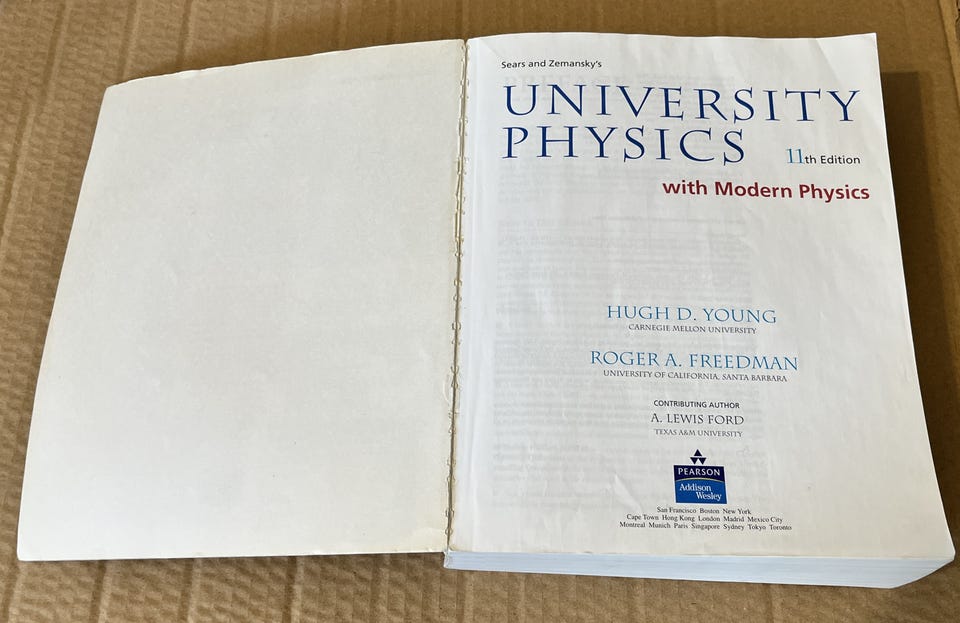 Sears and Zemansky's
UNIVERSITY
PHYSICS
11th Edition
with Modern Physics
HUGH D. YOUNG
CARNEGIE MELLON UNIVERSITY
ROGER A. FREEDMAN
UNIVERSITY OF CALIFORNIA, SANTA BARBARA
CONTRIBUTING AUTHOR
A. LEWIS FORD
TEXAS A&M UNIVERSITY
PEARSON
Addison
Wesley
San Francisco Boston New York
Cape Town Hong Kong London Madrid Mexico City
Montreal Munich Paris Singapore Sydney Tokyo Toronto